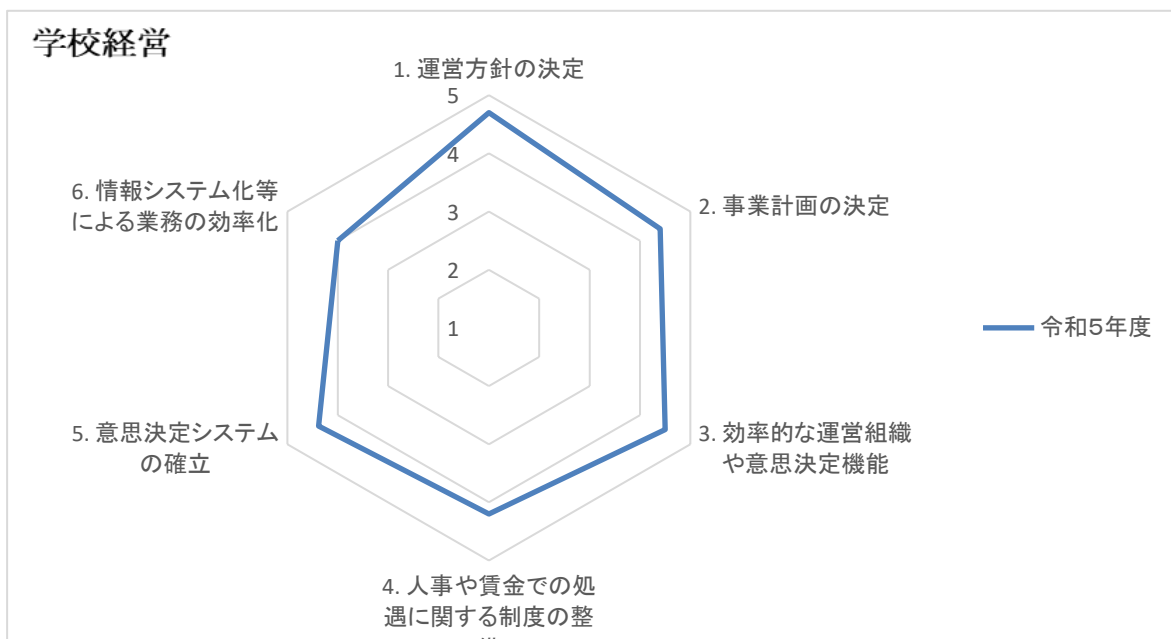 学校経営
1. 運営方針の決定
5
4
3
2
1
2. 事業計画の決定
3. 効率的な運営組織
や意思決定機能
4. 人事や賃金での処
遇に関する制度の整
5. 意思決定システム
の確立
6. 情報システム化等
による業務の効率化
令和5年度